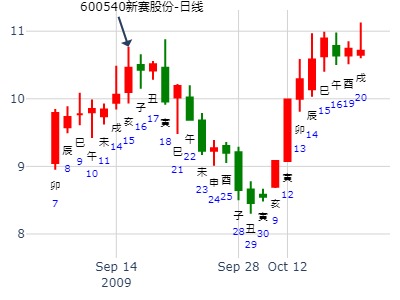 600540新赛股份-日线
11
10
9
8
卯
7
辰
8
巳
9
午
10
未
11
戌
14
亥
15
子
16
丑
17
寅
18
巳
21
午
22
未
23
申
24
酉
25
子
28
丑
29
寅
30
亥
9
寅
12
卯
13
辰
14
巳
15
午
16
酉
19
戌
20
Sep 14
2009
Sep 28
Oct 12